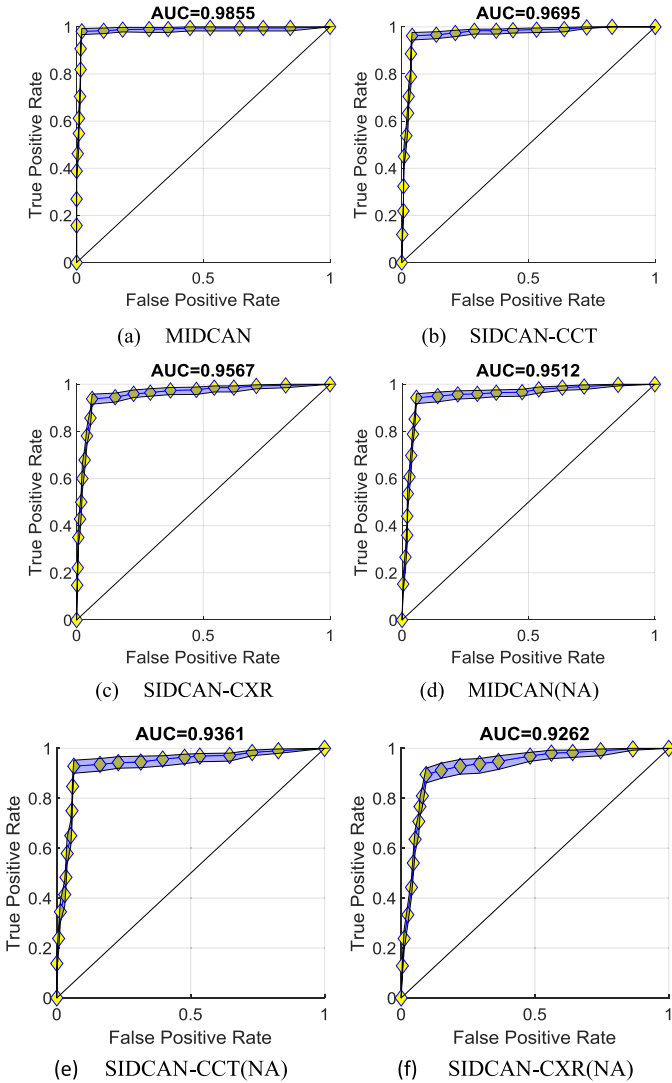 AUC=0.9855
1
0.8
0.6
0.4
0.2
0
True Positive Rate
0
0.5
1
False Positive Rate
(a) MIDCAN
AUC=0.9695
1
0.8
0.6
0.4
0.2
0
True Positive Rate
0
0.5
1
False Positive Rate
(b) SIDCAN-CCT
AUC=0.9567
1
0.8
0.6
0.4
0.2
0
True Positive Rate
0
0.5
1
False Positive Rate
(c) SIDCAN-CXR
AUC=0.9512
1
0.8
0.6
0.4
0.2
0
True Positive Rate
0
0.5
1
False Positive Rate
(d) MIDCAN(NA)
AUC=0.9361
1
0.8
0.6
0.4
0.2
0
True Positive Rate
0
0.5
1
False Positive Rate
(e) SIDCAN-CCT(NA)
AUC=0.9262
1
0.8
0.6
0.4
0.2
0
True Positive Rate
0
0.5
1
False Positive Rate
(f) SIDCAN-CXR(NA)